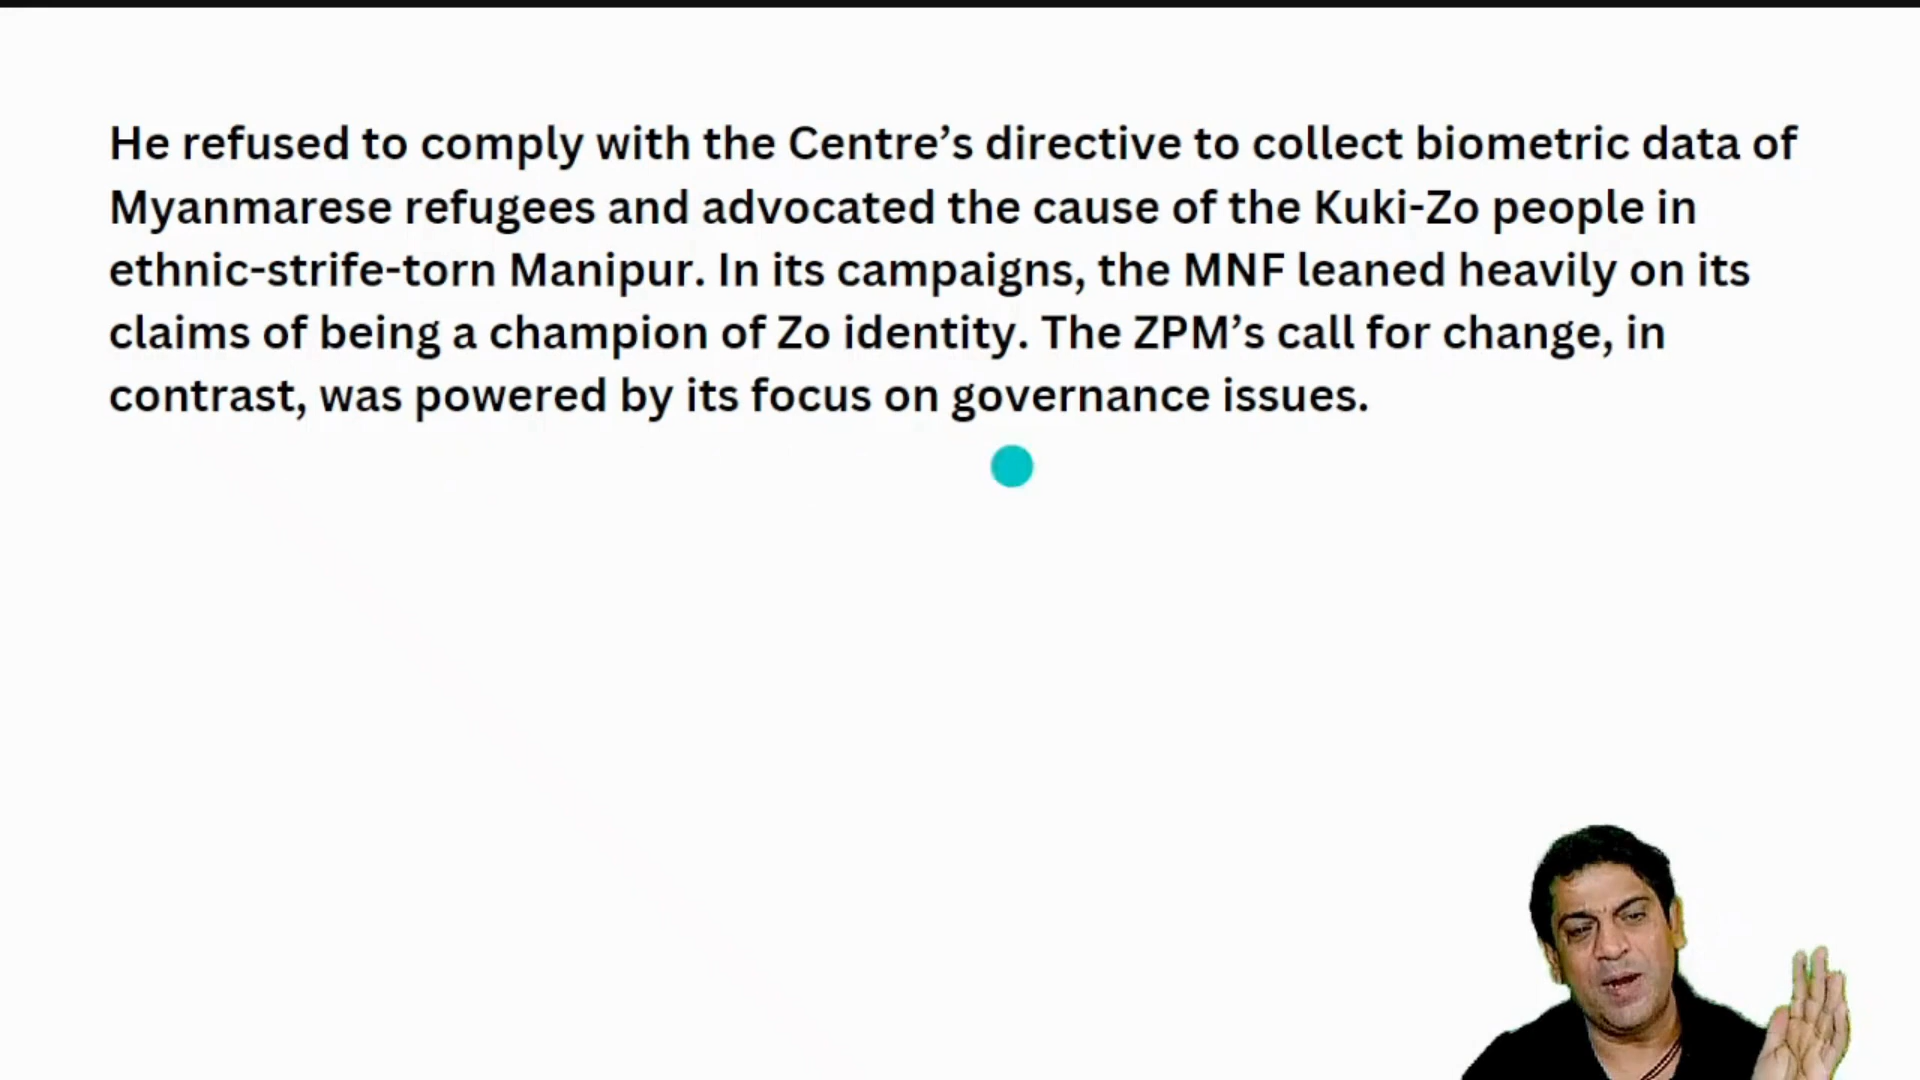 He refused to comply with the Centre’s directive to collect biometric data of
Myanmarese refugees and advocated the cause of the Kuki-Zo people in
ethnic-strife-torn Manipur. In its campaigns, the MNF leaned heavily on its
claims of being a champion of Zo identity. The ZPM’s call for change, in
contrast, was powered by its focus on governance issues.